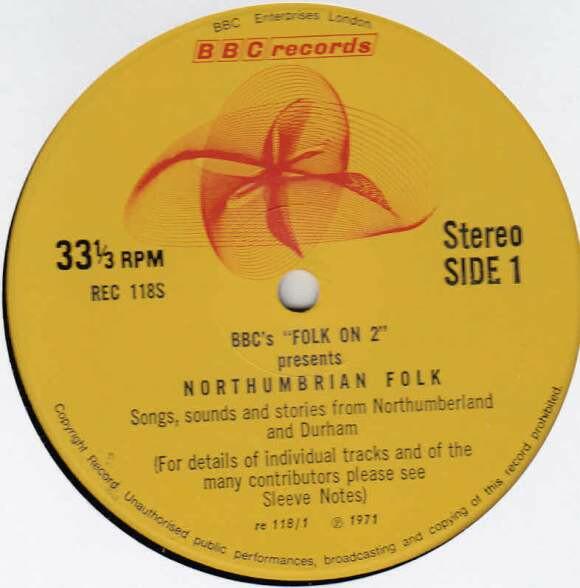 BBC Enterprises London.
BBC records
33⅓ RPM
REC 118S
Stereo
SIDE 1
BBC's "FOLK ON 2"
presents
NORTHUMBRIAN FOLK
Songs, sounds and stories from Northumberland
and Durham
(For details of individual tracks and of the
many contributors please see
Sleeve Notes)
re 118/1 ℗ 1971
Copyright Record. Unauthorised public performances, broadcasting and copying of this record prohibited.